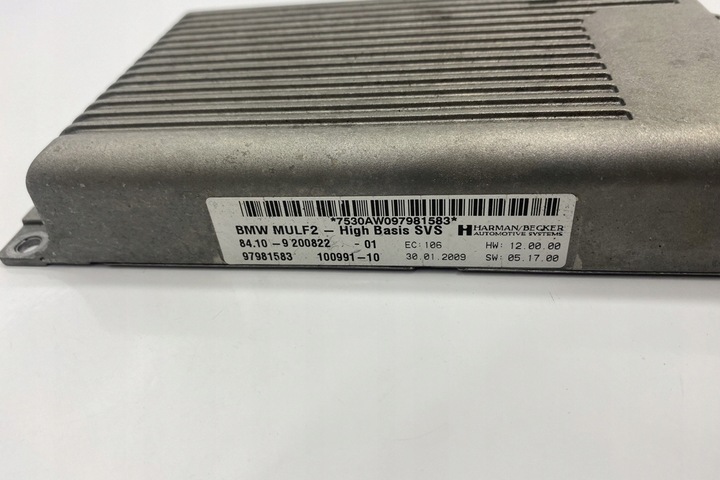 *7530AW097981583*
BMW MULF2 - High Basis SVS HARMAN/BECKER
AUTOMOTIVE SYSTEMS
84.10-9 200822 -01 EC:106 HW: 12.00.00
97981583 100991-10 30.01.2009 SW: 05.17.00